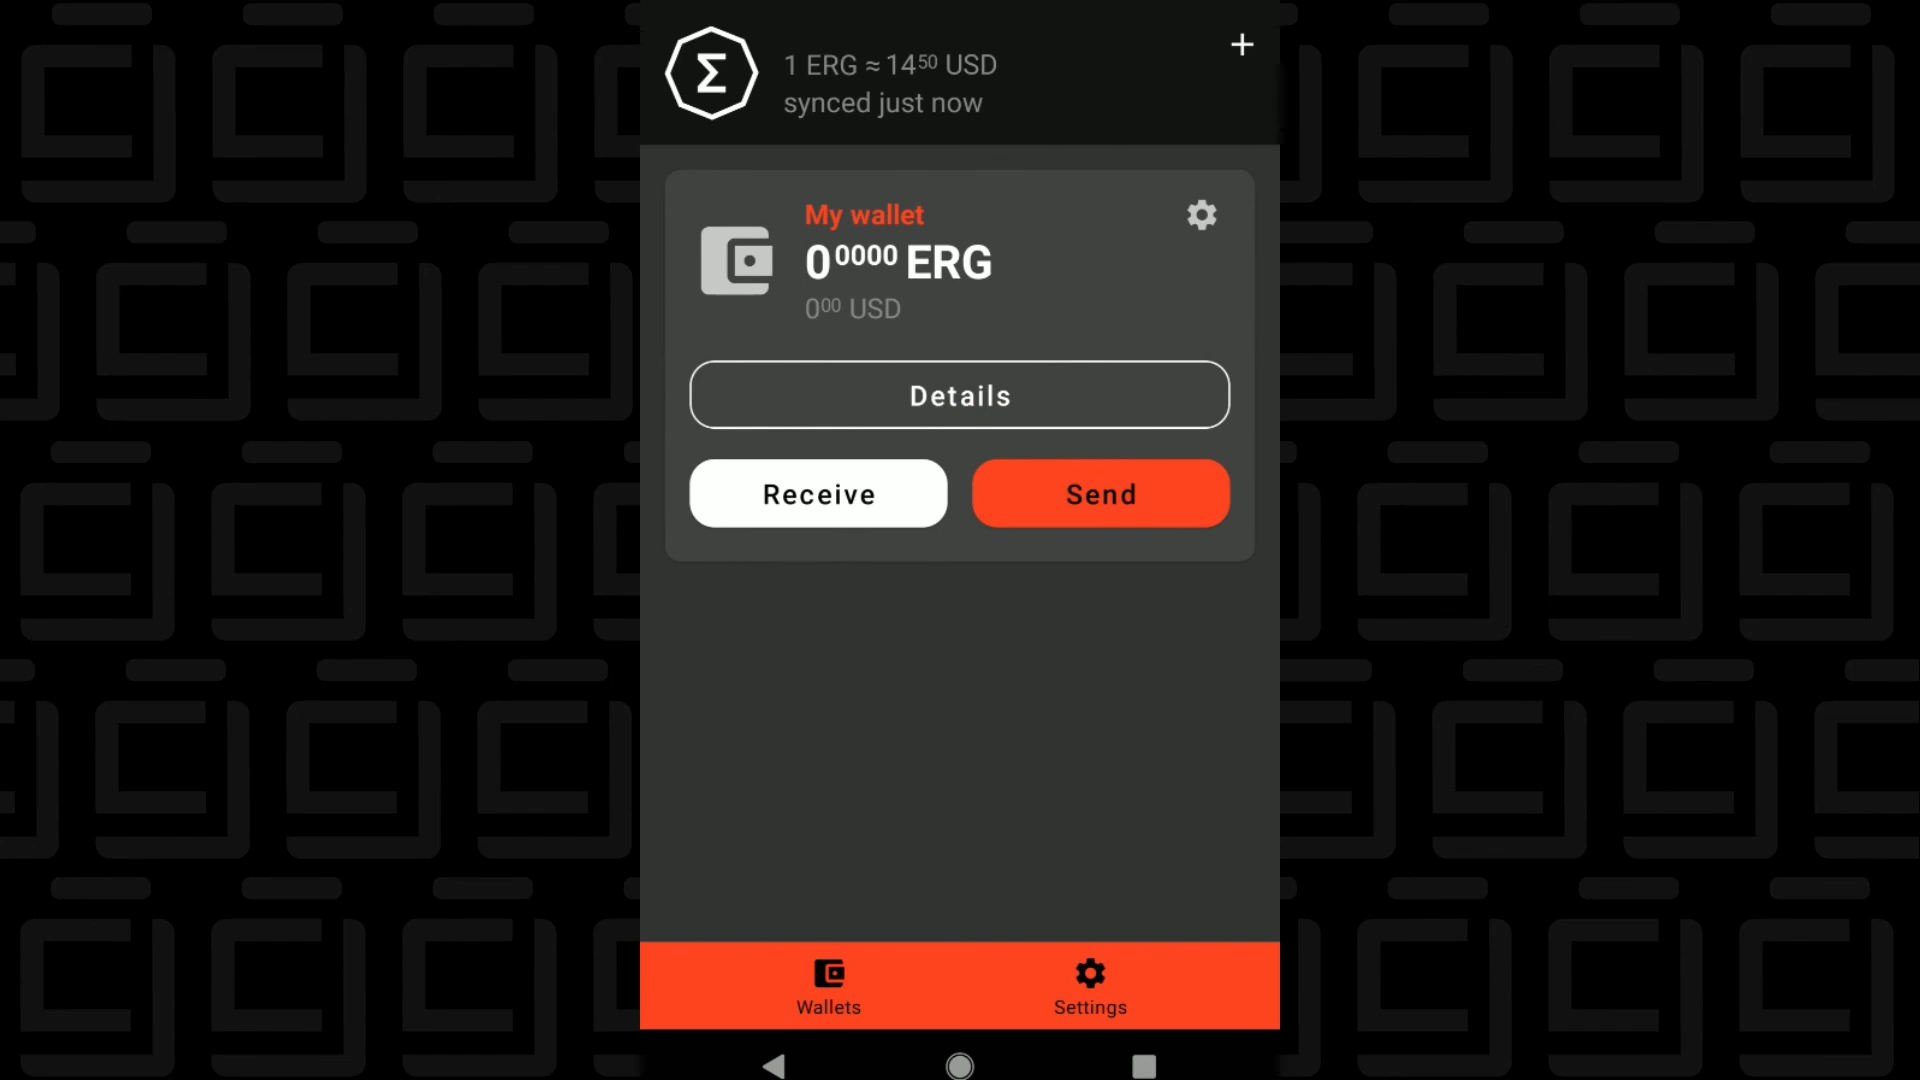 1 ERG ≈ 14⁵⁰ USD
synced just now
My wallet
0⁰⁰⁰⁰ ERG
0⁰⁰ USD
Details
Receive
Send
Wallets
Settings